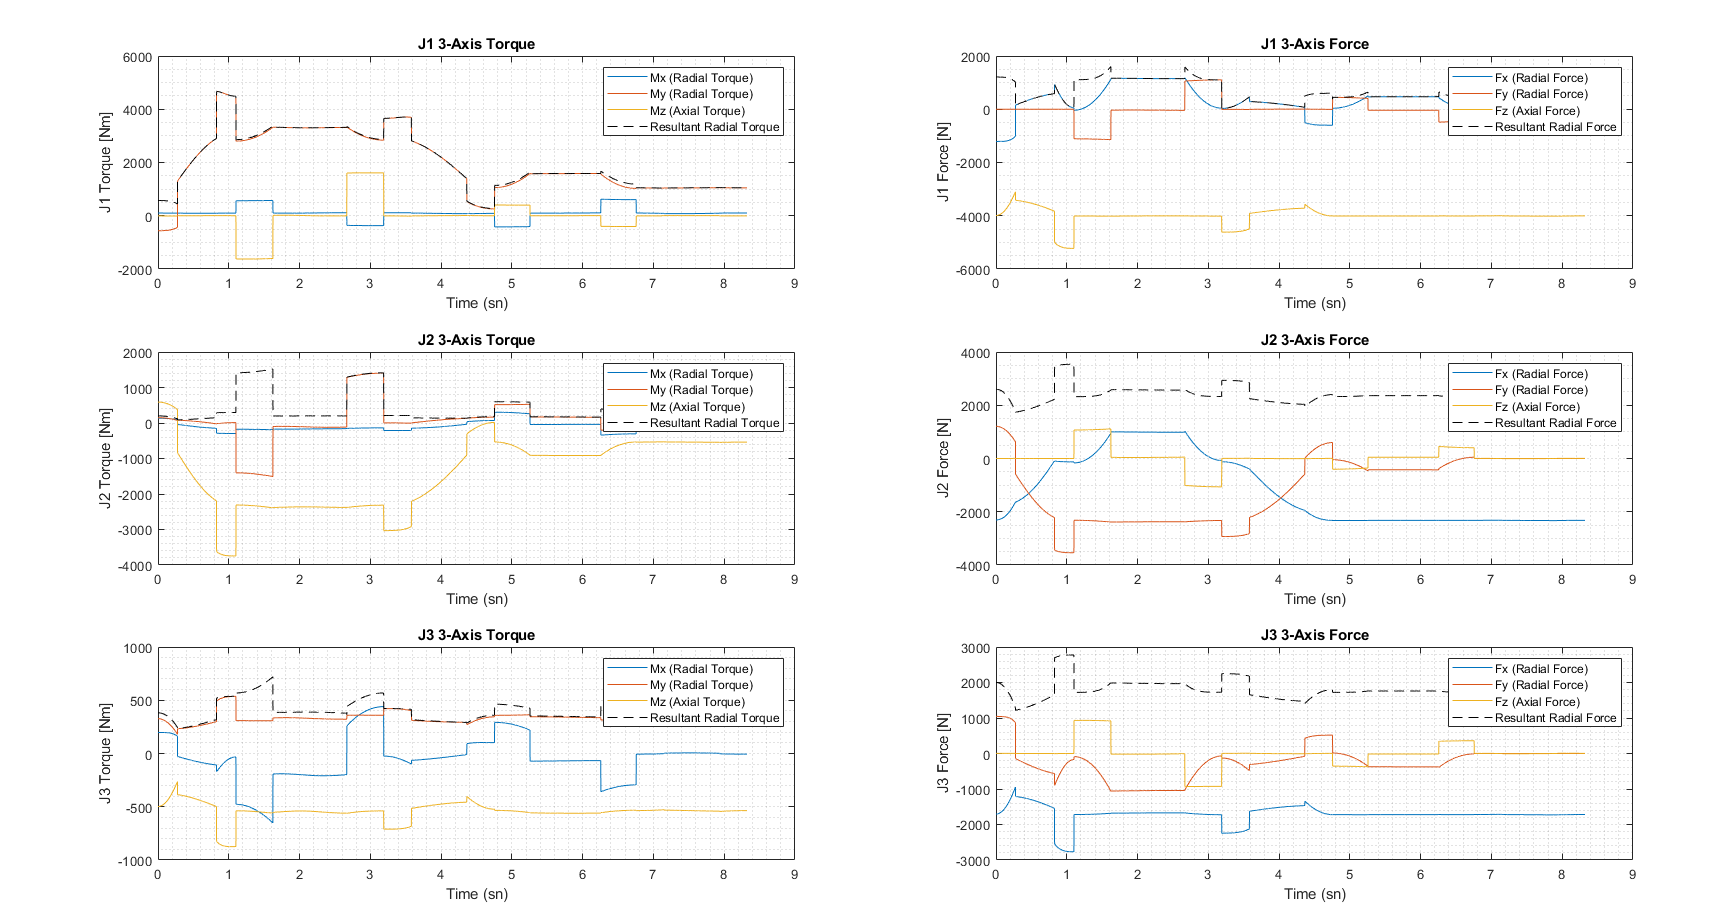 J1 3-Axis Torque
J1 Torque [Nm]
6000
4000
2000
0
-2000
Mx (Radial Torque)
My (Radial Torque)
Mz (Axial Torque)
Resultant Radial Torque
0 1 2 3 4 5 6 7 8 9
Time (sn)
J1 3-Axis Force
J1 Force [N]
2000
0
-2000
-4000
-6000
Fx (Radial Force)
Fy (Radial Force)
Fz (Axial Force)
Resultant Radial Force
0 1 2 3 4 5 6 7 8 9
Time (sn)
J2 3-Axis Torque
J2 Torque [Nm]
2000
1000
0
-1000
-2000
-3000
-4000
Mx (Radial Torque)
My (Radial Torque)
Mz (Axial Torque)
Resultant Radial Torque
0 1 2 3 4 5 6 7 8 9
Time (sn)
J2 3-Axis Force
J2 Force [N]
4000
2000
0
-2000
-4000
Fx (Radial Force)
Fy (Radial Force)
Fz (Axial Force)
Resultant Radial Force
0 1 2 3 4 5 6 7 8 9
Time (sn)
J3 3-Axis Torque
J3 Torque [Nm]
1000
500
0
-500
-1000
Mx (Radial Torque)
My (Radial Torque)
Mz (Axial Torque)
Resultant Radial Torque
0 1 2 3 4 5 6 7 8 9
Time (sn)
J3 3-Axis Force
J3 Force [N]
3000
2000
1000
0
-1000
-2000
-3000
Fx (Radial Force)
Fy (Radial Force)
Fz (Axial Force)
Resultant Radial Force
0 1 2 3 4 5 6 7 8 9
Time (sn)